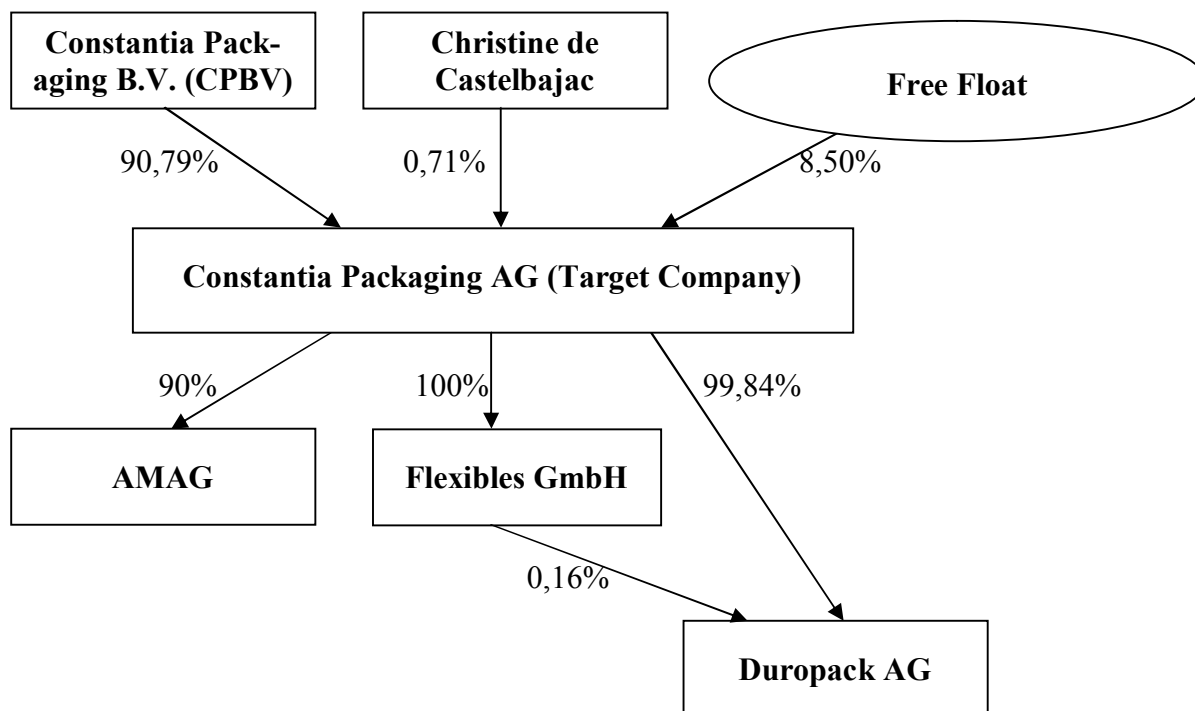 Constantia Pack-
aging B.V. (CPBV)
Christine de
Castelbajac
Free Float
90,79%
0,71%
8,50%
Constantia Packaging AG (Target Company)
90%
100%
99,84%
AMAG
Flexibles GmbH
0,16%
Duropack AG